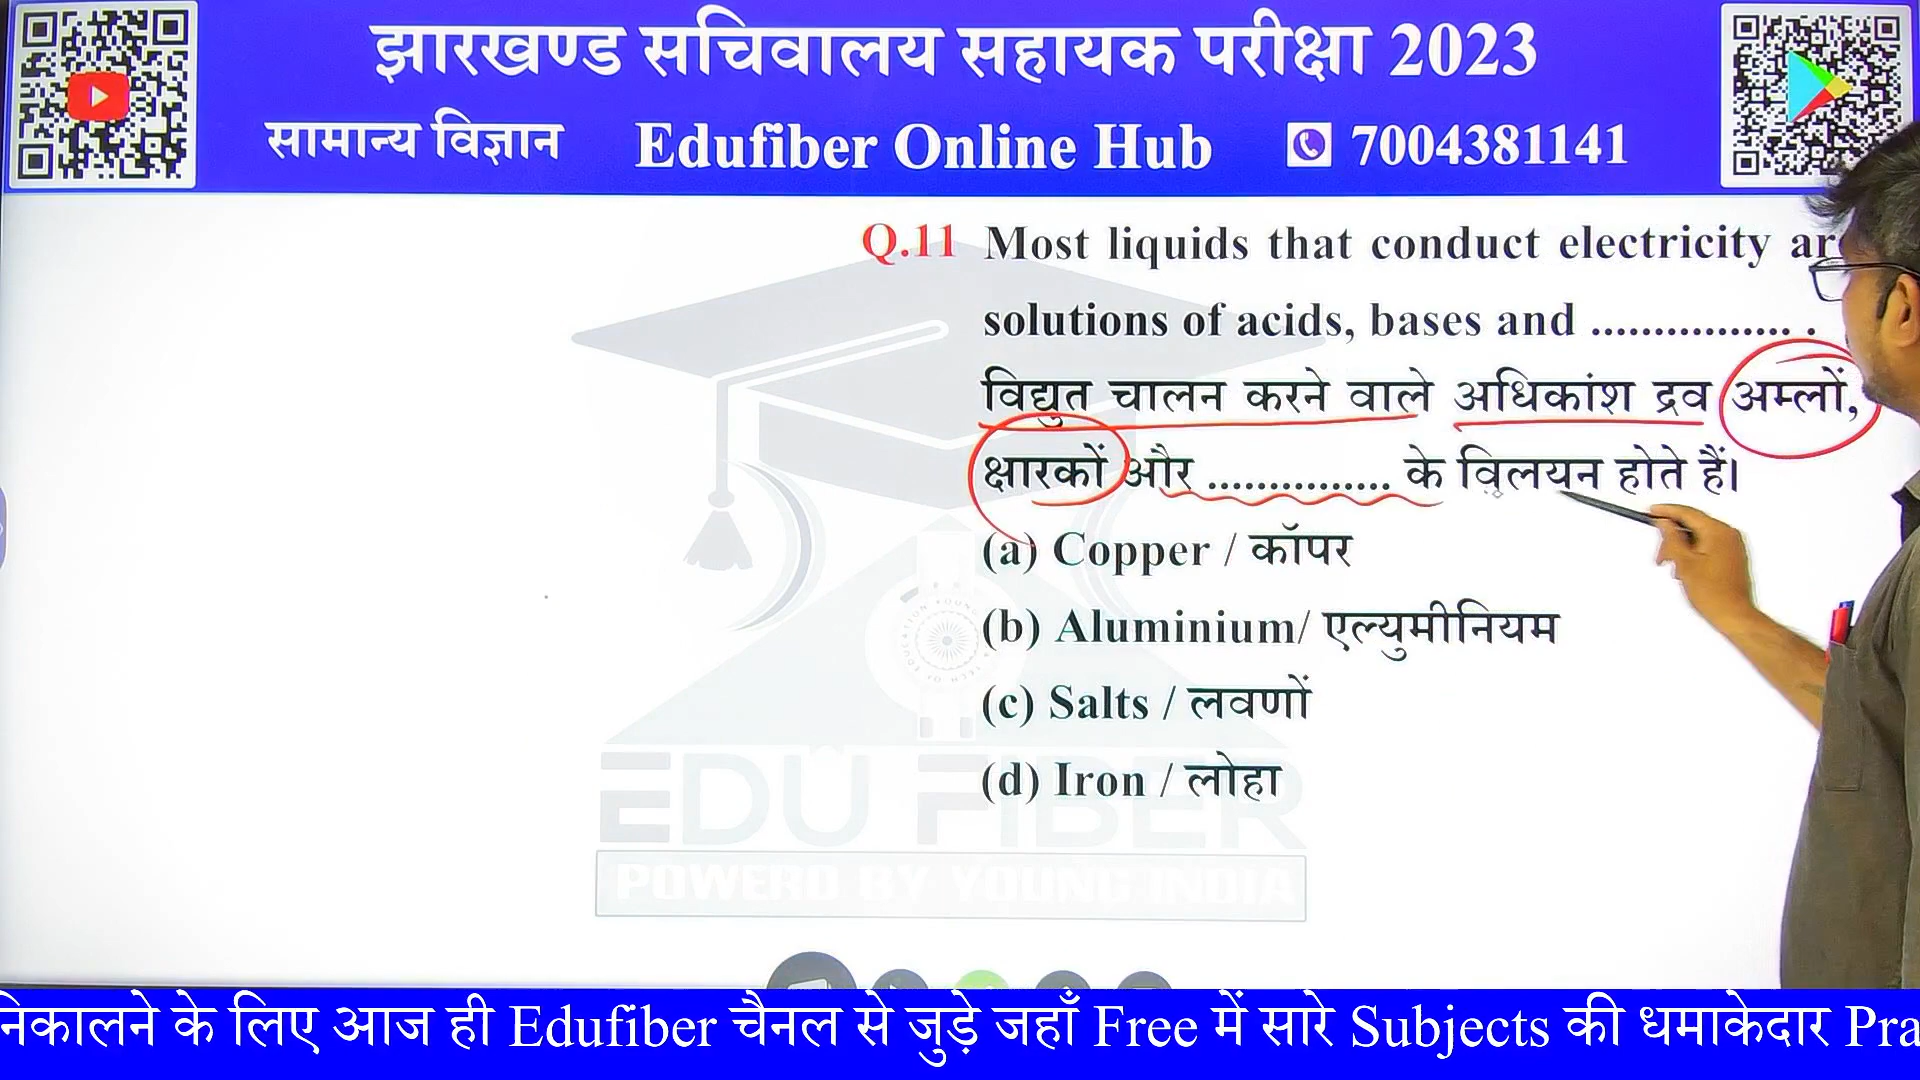 झारखण्ड सचिवालय सहायक परीक्षा 2023
सामान्य विज्ञान Edufiber Online Hub 7004381141
Q.11 Most liquids that conduct electricity are
solutions of acids, bases and ................ .
विद्युत चालन करने वाले अधिकांश द्रव अम्लों,
क्षारकों और ............... के विलयन होते हैं।
(a) Copper / कॉपर
(b) Aluminium/ एल्युमीनियम
(c) Salts / लवणों
(d) Iron / लोहा
EDU FIBER
POWERD BY YOUNG INDIA
निकालने के लिए आज ही Edufiber चैनल से जुड़े जहाँ Free में सारे Subjects की धमाकेदार Pra